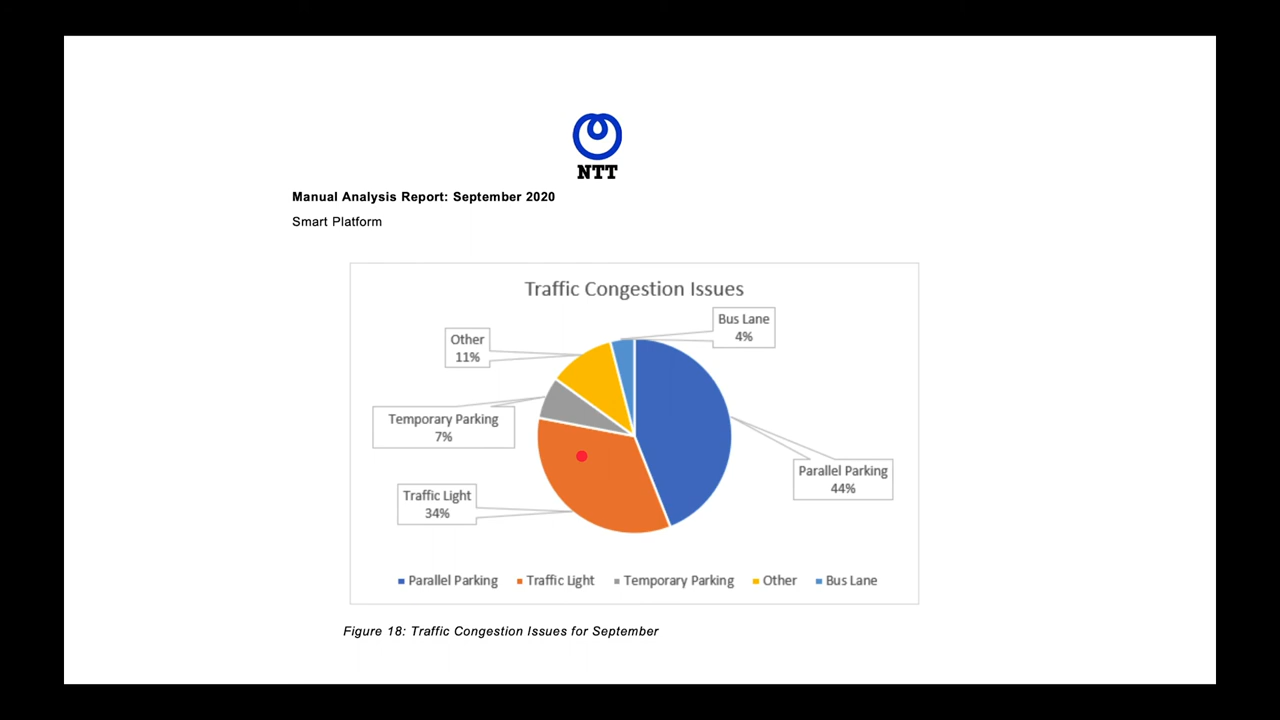 NTT
Manual Analysis Report: September 2020
Smart Platform
Traffic Congestion Issues
Bus Lane
4%
Other
11%
Temporary Parking
7%
Parallel Parking
44%
Traffic Light
34%
Parallel Parking Traffic Light Temporary Parking Other Bus Lane
Figure 18: Traffic Congestion Issues for September